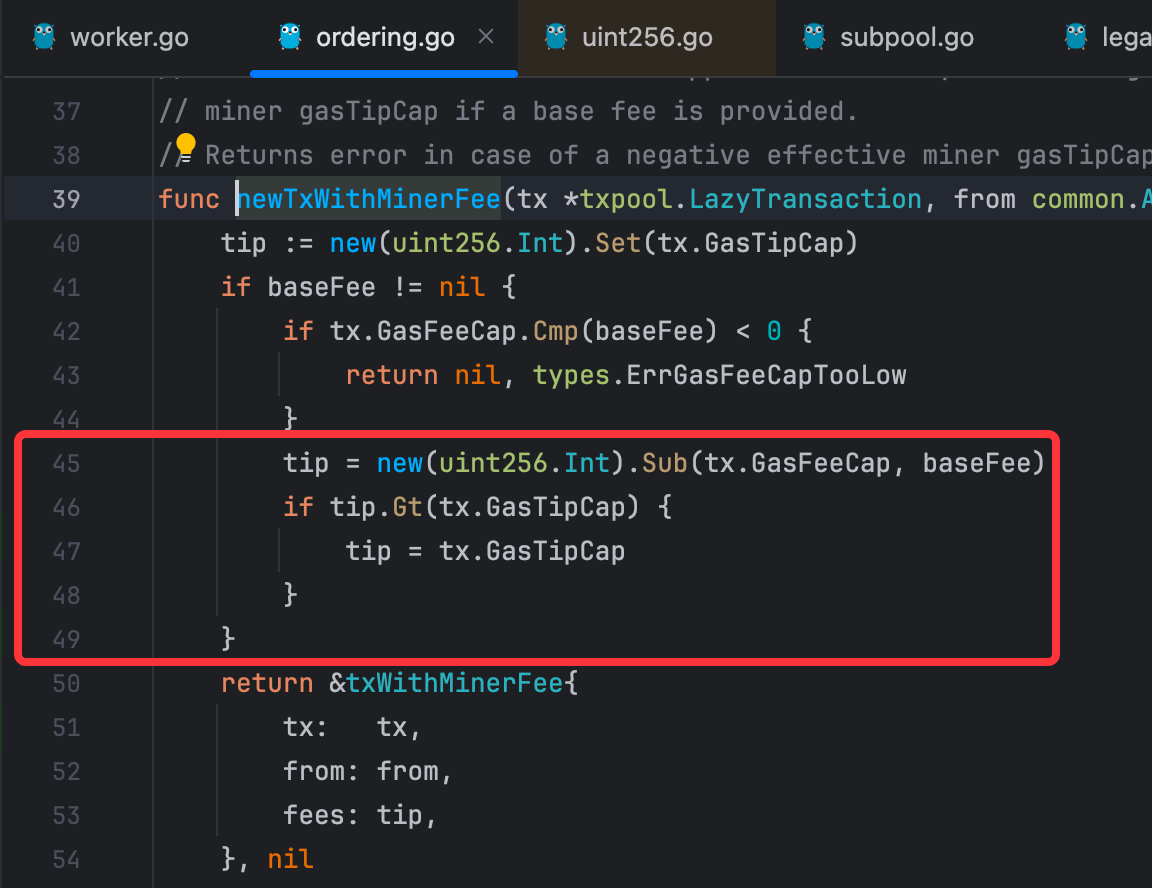 worker.go ordering.go uint256.go subpool.go lega
37 // miner gasTipCap if a base fee is provided.
38 // Returns error in case of a negative effective miner gasTipCap
39 func newTxWithMinerFee(tx *txpool.LazyTransaction, from common.A
40 tip := new(uint256.Int).Set(tx.GasTipCap)
41 if baseFee != nil {
42 if tx.GasFeeCap.Cmp(baseFee) < 0 {
43 return nil, types.ErrGasFeeCapTooLow
44 }
45 tip = new(uint256.Int).Sub(tx.GasFeeCap, baseFee)
46 if tip.Gt(tx.GasTipCap) {
47 tip = tx.GasTipCap
48 }
49 }
50 return &txWithMinerFee{
51 tx: tx,
52 from: from,
53 fees: tip,
54 }, nil